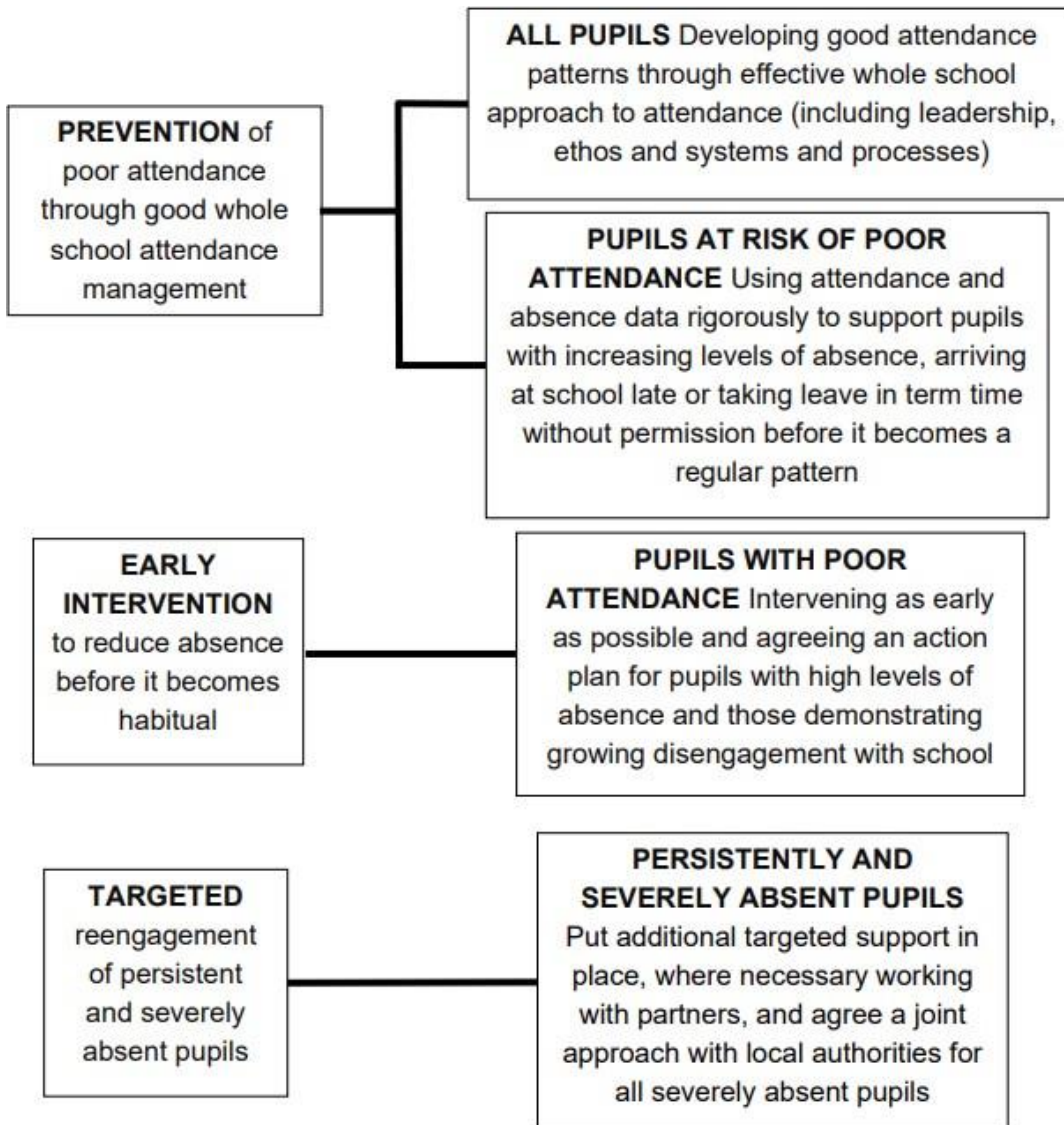 PREVENTION of
poor attendance
through good whole
school attendance
management
ALL PUPILS Developing good attendance
patterns through effective whole school
approach to attendance (including leadership,
ethos and systems and processes)
PUPILS AT RISK OF POOR
ATTENDANCE Using attendance and
absence data rigorously to support pupils
with increasing levels of absence, arriving
at school late or taking leave in term time
without permission before it becomes a
regular pattern
EARLY
INTERVENTION
to reduce absence
before it becomes
habitual
PUPILS WITH POOR
ATTENDANCE Intervening as early
as possible and agreeing an action
plan for pupils with high levels of
absence and those demonstrating
growing disengagement with school
TARGETED
reengagement
of persistent
and severely
absent pupils
PERSISTENTLY AND
SEVERELY ABSENT PUPILS
Put additional targeted support in
place, where necessary working
with partners, and agree a joint
approach with local authorities for
all severely absent pupils